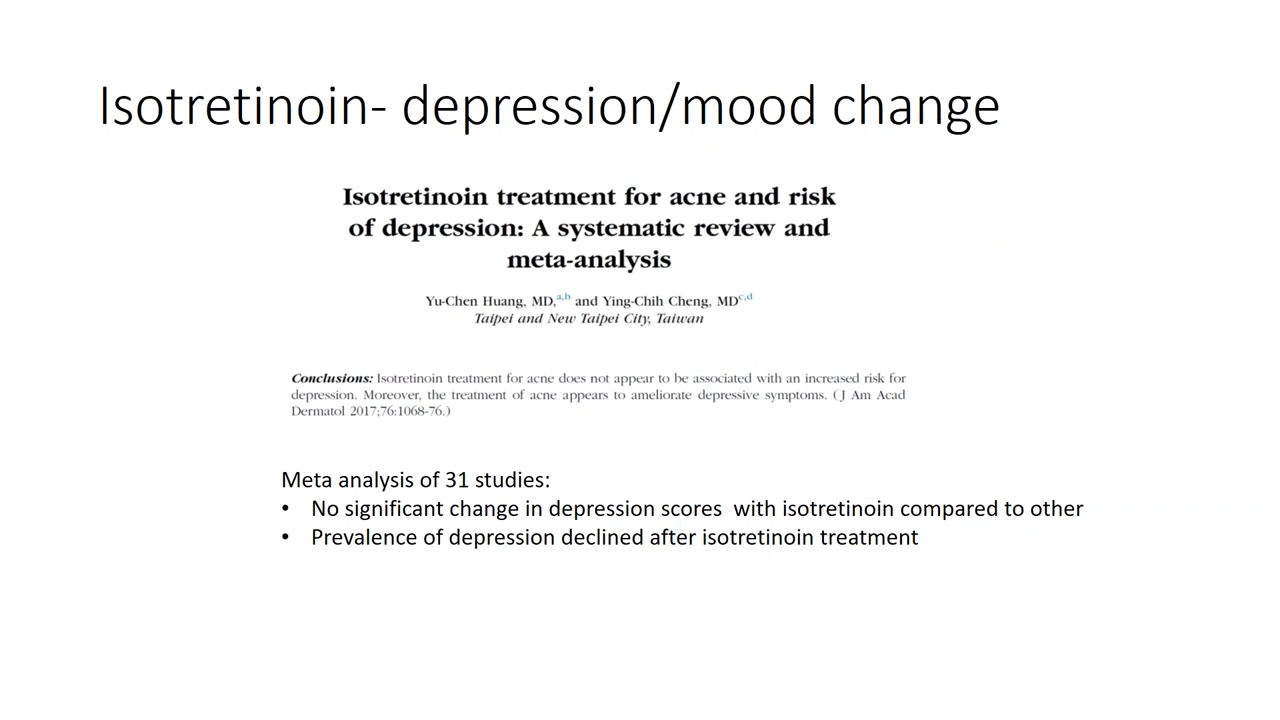 Isotretinoin- depression/mood change
Isotretinoin treatment for acne and risk
of depression: A systematic review and
meta-analysis
Yu-Chen Huang, MD,a,b and Ying-Chih Cheng, MDc,d
Taipei and New Taipei City, Taiwan
Conclusions: Isotretinoin treatment for acne does not appear to be associated with an increased risk for
depression. Moreover, the treatment of acne appears to ameliorate depressive symptoms. ( J Am Acad
Dermatol 2017;76:1068-76.)
Meta analysis of 31 studies:
• No significant change in depression scores  with isotretinoin compared to other
• Prevalence of depression declined after isotretinoin treatment